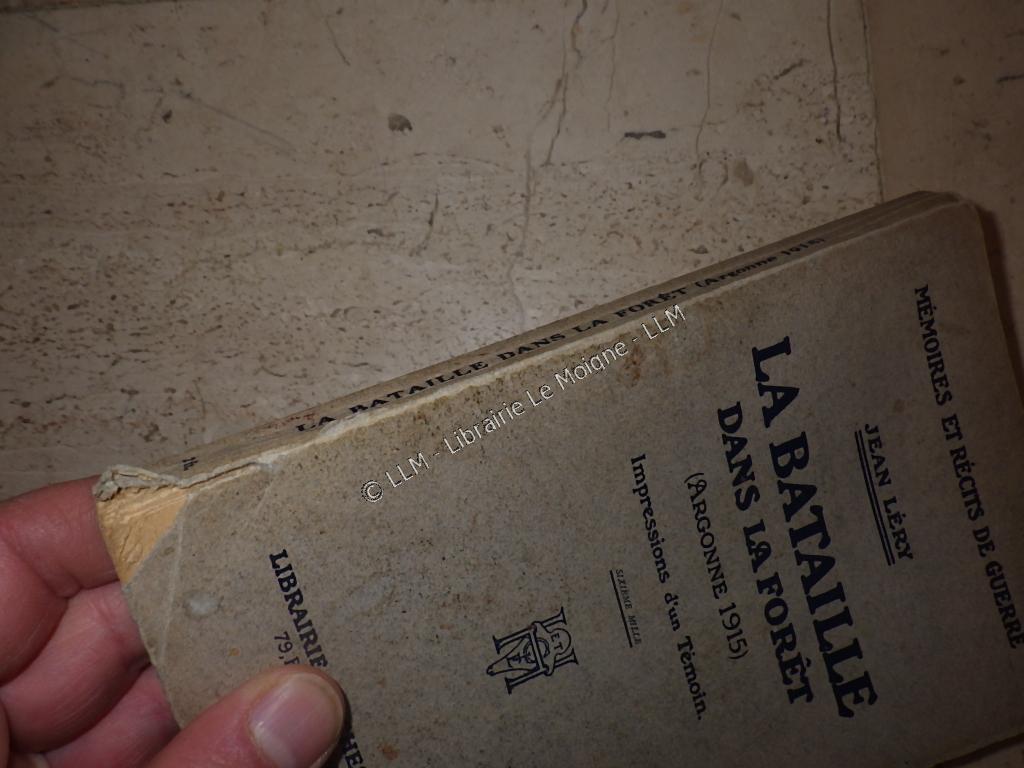 MÉMOIRES ET RÉCITS DE GUERRE
JEAN LÉRY
LA BATAILLE
DANS LA FORÊT
(ARGONNE 1915)
Impressions d'un Témoin.
SIXIÈME MILLE
LIBRAIRIE
79,
LA BATAILLE DANS LA FORÊT (ARGONNE 1915)
© LLM - Librairie Le Moigne - LLM